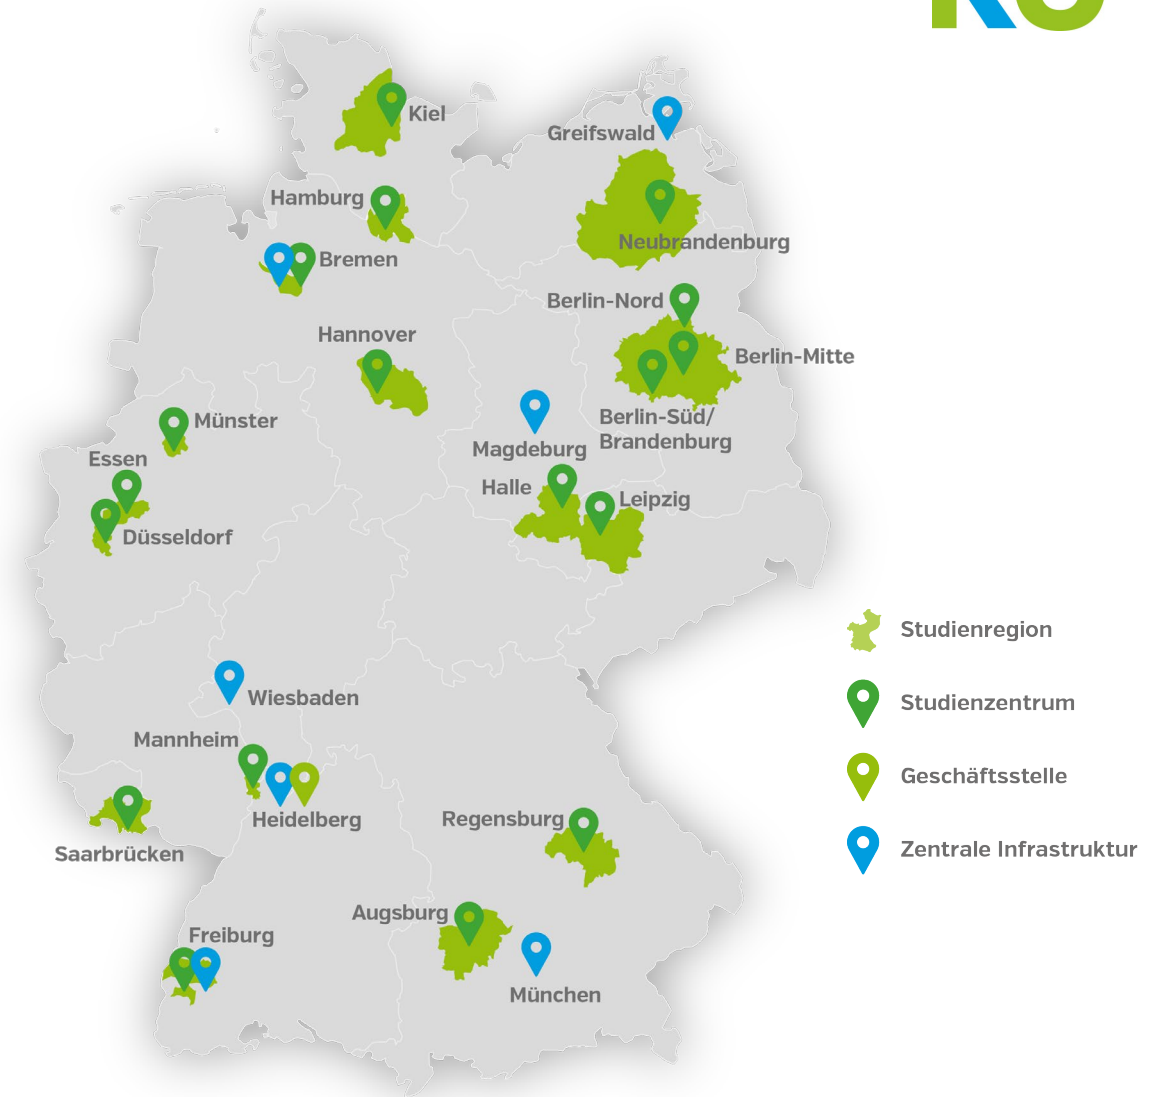 Kiel
Greifswald
Hamburg
Neubrandenburg
Bremen
Berlin-Nord
Hannover
Berlin-Mitte
Berlin-Süd/
Brandenburg
Münster
Magdeburg
Essen
Halle
Leipzig
Düsseldorf
Studienregion
Wiesbaden
Studienzentrum
Mannheim
Geschäftsstelle
Heidelberg
Regensburg
Saarbrücken
Zentrale Infrastruktur
Augsburg
Freiburg
München